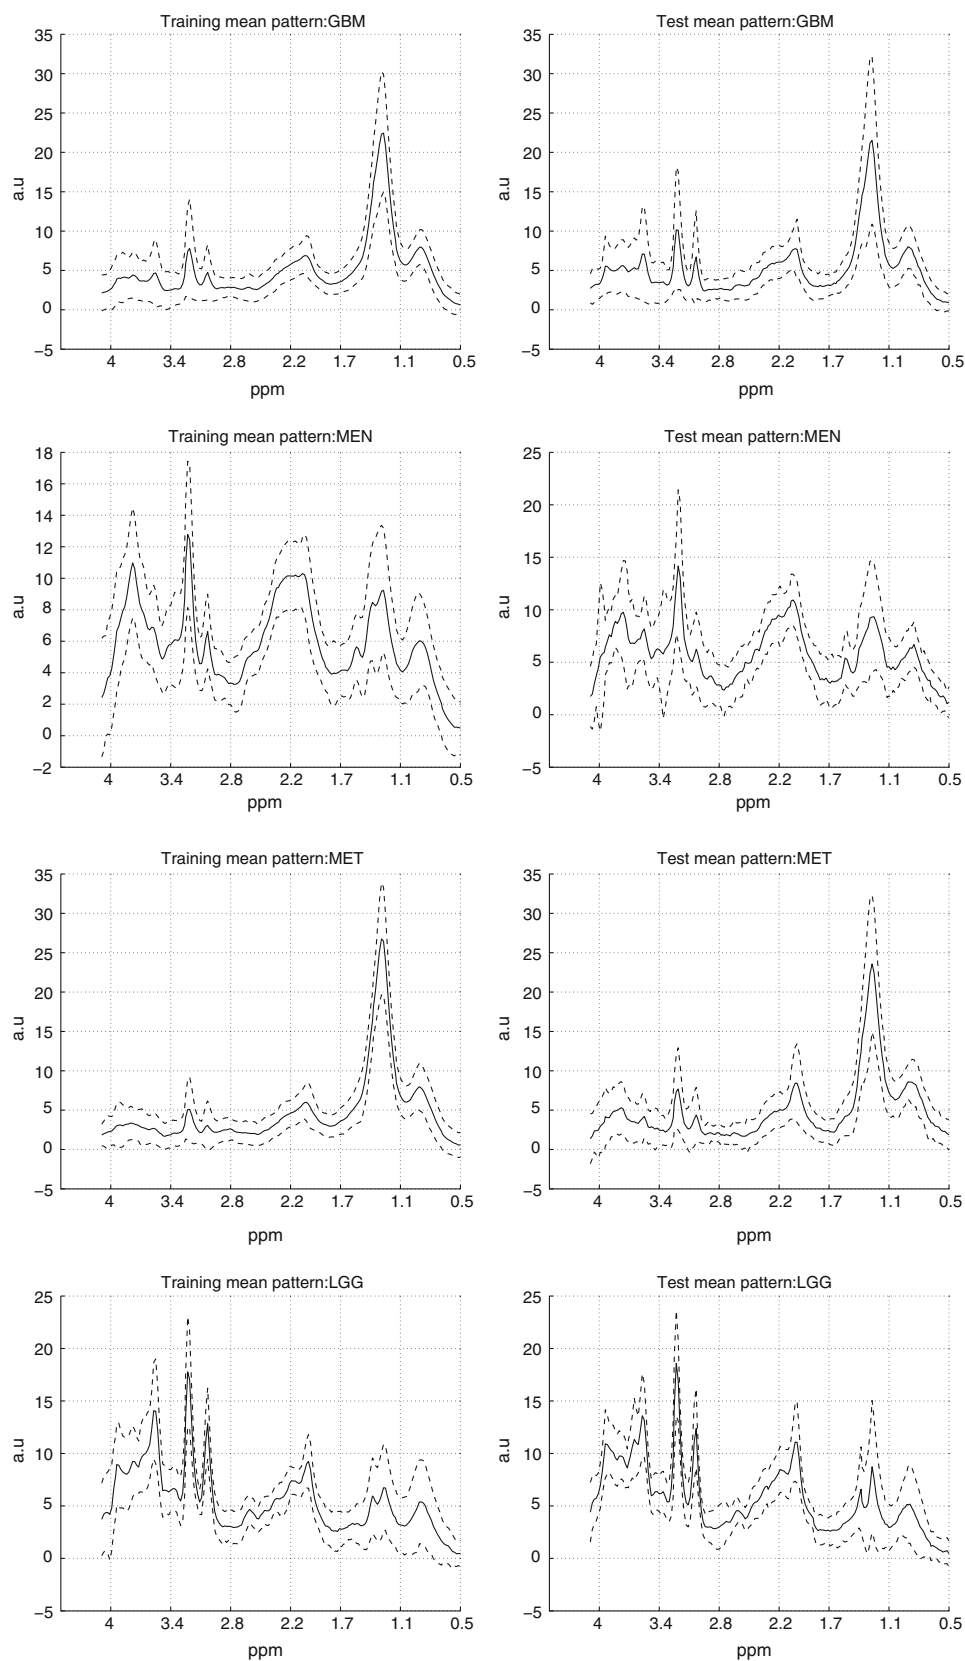 Training mean pattern:GBM
35
30
25
20
15
10
5
0
−5
a.u
4 3.4 2.8 2.2 1.7 1.1 0.5
ppm
Test mean pattern:GBM
35
30
25
20
15
10
5
0
−5
a.u
4 3.4 2.8 2.2 1.7 1.1 0.5
ppm
Training mean pattern:MEN
18
16
14
12
10
8
6
4
2
0
−2
a.u
4 3.4 2.8 2.2 1.7 1.1 0.5
ppm
Test mean pattern:MEN
25
20
15
10
5
0
−5
a.u
4 3.4 2.8 2.2 1.7 1.1 0.5
ppm
Training mean pattern:MET
35
30
25
20
15
10
5
0
−5
a.u
4 3.4 2.8 2.2 1.7 1.1 0.5
ppm
Test mean pattern:MET
35
30
25
20
15
10
5
0
−5
a.u
4 3.4 2.8 2.2 1.7 1.1 0.5
ppm
Training mean pattern:LGG
25
20
15
10
5
0
−5
a.u
4 3.4 2.8 2.2 1.7 1.1 0.5
ppm
Test mean pattern:LGG
25
20
15
10
5
0
−5
a.u
4 3.4 2.8 2.2 1.7 1.1 0.5
ppm